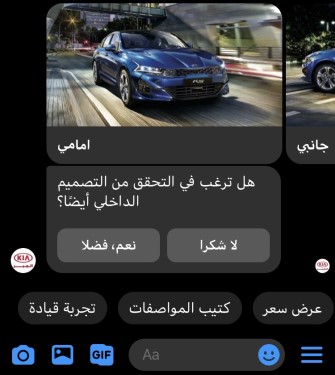 امامي
جانبي
هل ترغب في التحقق من التصميم
الداخلي أيضًا؟
لا شكرا
نعم، فضلا
KIA
KIA
عرض سعر
كتيب المواصفات
تجربة قيادة
GIF
Aa